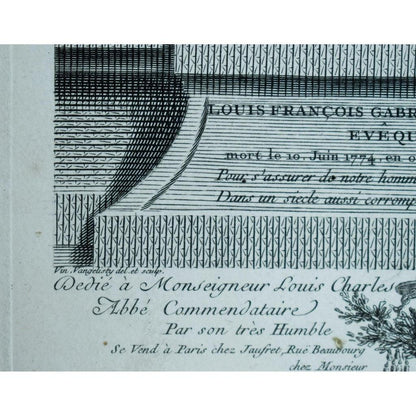 LOUIS FRANÇOIS GABR
EVEQU
mort le 10. Juin 1774, en
Pour s'assurer de notre homm
Dans un siecle aussi corromp
Vin. Vangelisty del. et sculp.
Dedié à Monseigneur Louis Charles
Abbé Commendataire
Par son très Humble
Se Vend à Paris chez Jaufret, Rue Beaubourg
chez Monsieur